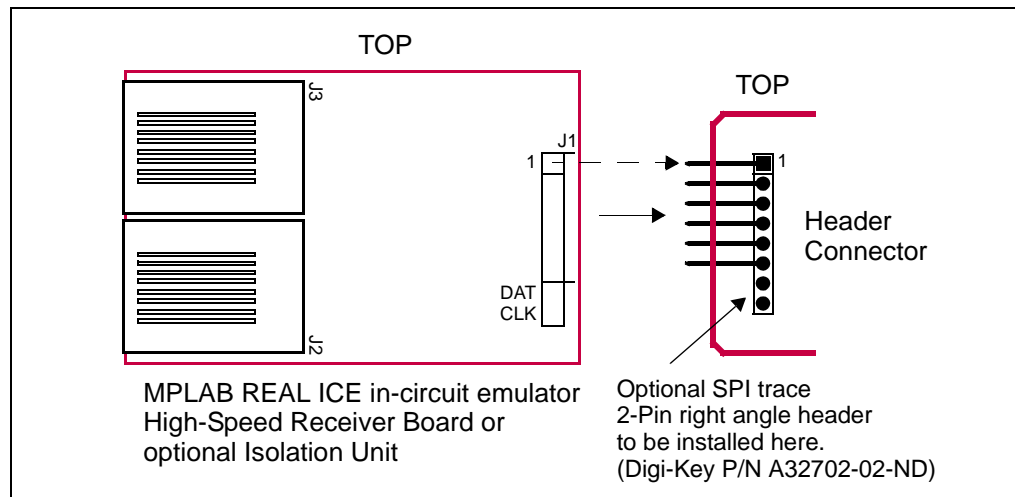 TOP
J3
J1
1
DAT
CLK
J2
MPLAB REAL ICE in-circuit emulator
High-Speed Receiver Board or
optional Isolation Unit
TOP
1
Header
Connector
Optional SPI trace
2-Pin right angle header
to be installed here.
(Digi-Key P/N A32702-02-ND)